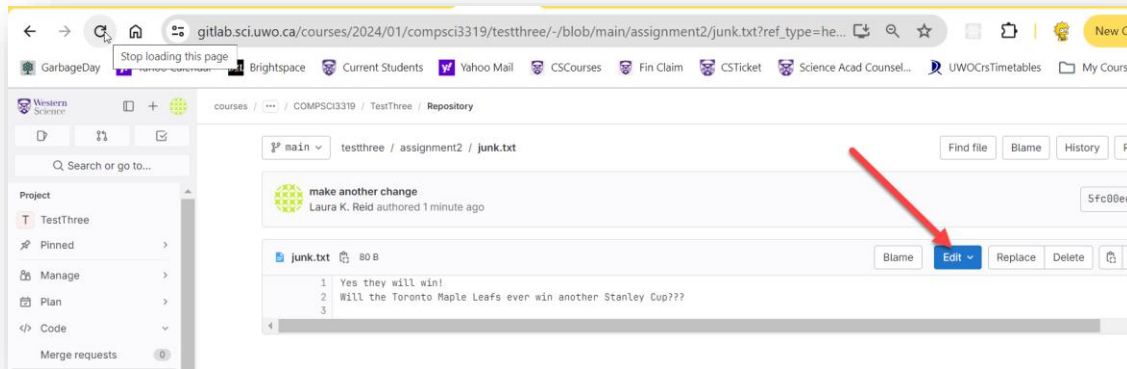 gitlab.sci.uwo.ca/courses/2024/01/compsci3319/testthree/-/blob/main/assignment2/junk.txt?ref_type=he...
New C
Stop loading this page
GarbageDay
Brightspace Current Students Yahoo Mail CSCourses Fin Claim CSTicket Science Acad Counsel... UWOCrsTimetables My Cours
Western
Science
courses / ... / COMPSCI3319 / TestThree / Repository
main testthree / assignment2 / junk.txt
Find file Blame History
Search or go to...
make another change
Laura K. Reid authored 1 minute ago
5fc00e
Project
T TestThree
Pinned
junk.txt 80 B
Blame Edit Replace Delete
Manage
1 Yes they will win!
2 Will the Toronto Maple Leafs ever win another Stanley Cup???
3
Plan
Code
Merge requests 0